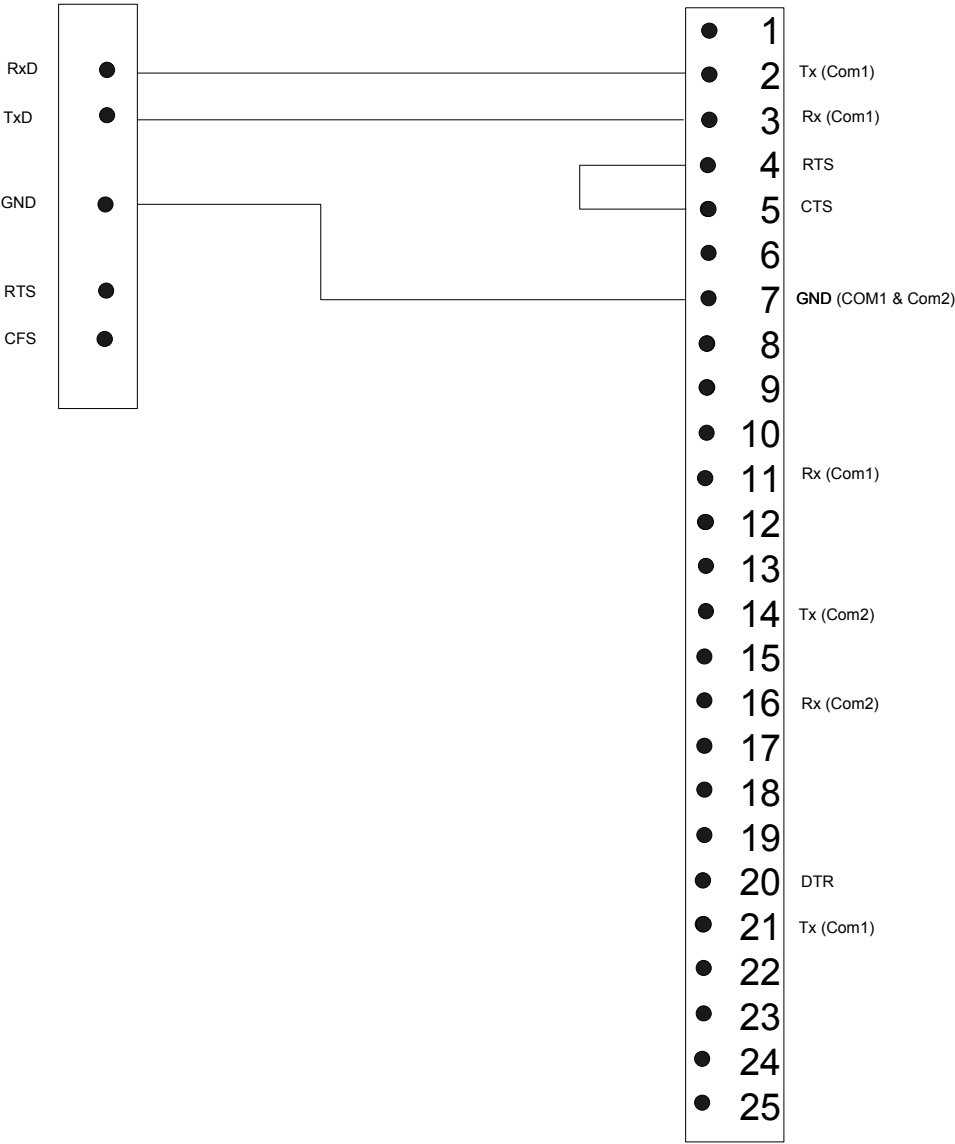 1
RxD
2 Tx (Com1)
TxD
3 Rx (Com1)
4 RTS
GND
5 CTS
6
RTS
7 GND (COM1 & Com2)
CFS
8
9
10
11 Rx (Com1)
12
13
14 Tx (Com2)
15
16 Rx (Com2)
17
18
19
20 DTR
21 Tx (Com1)
22
23
24
25